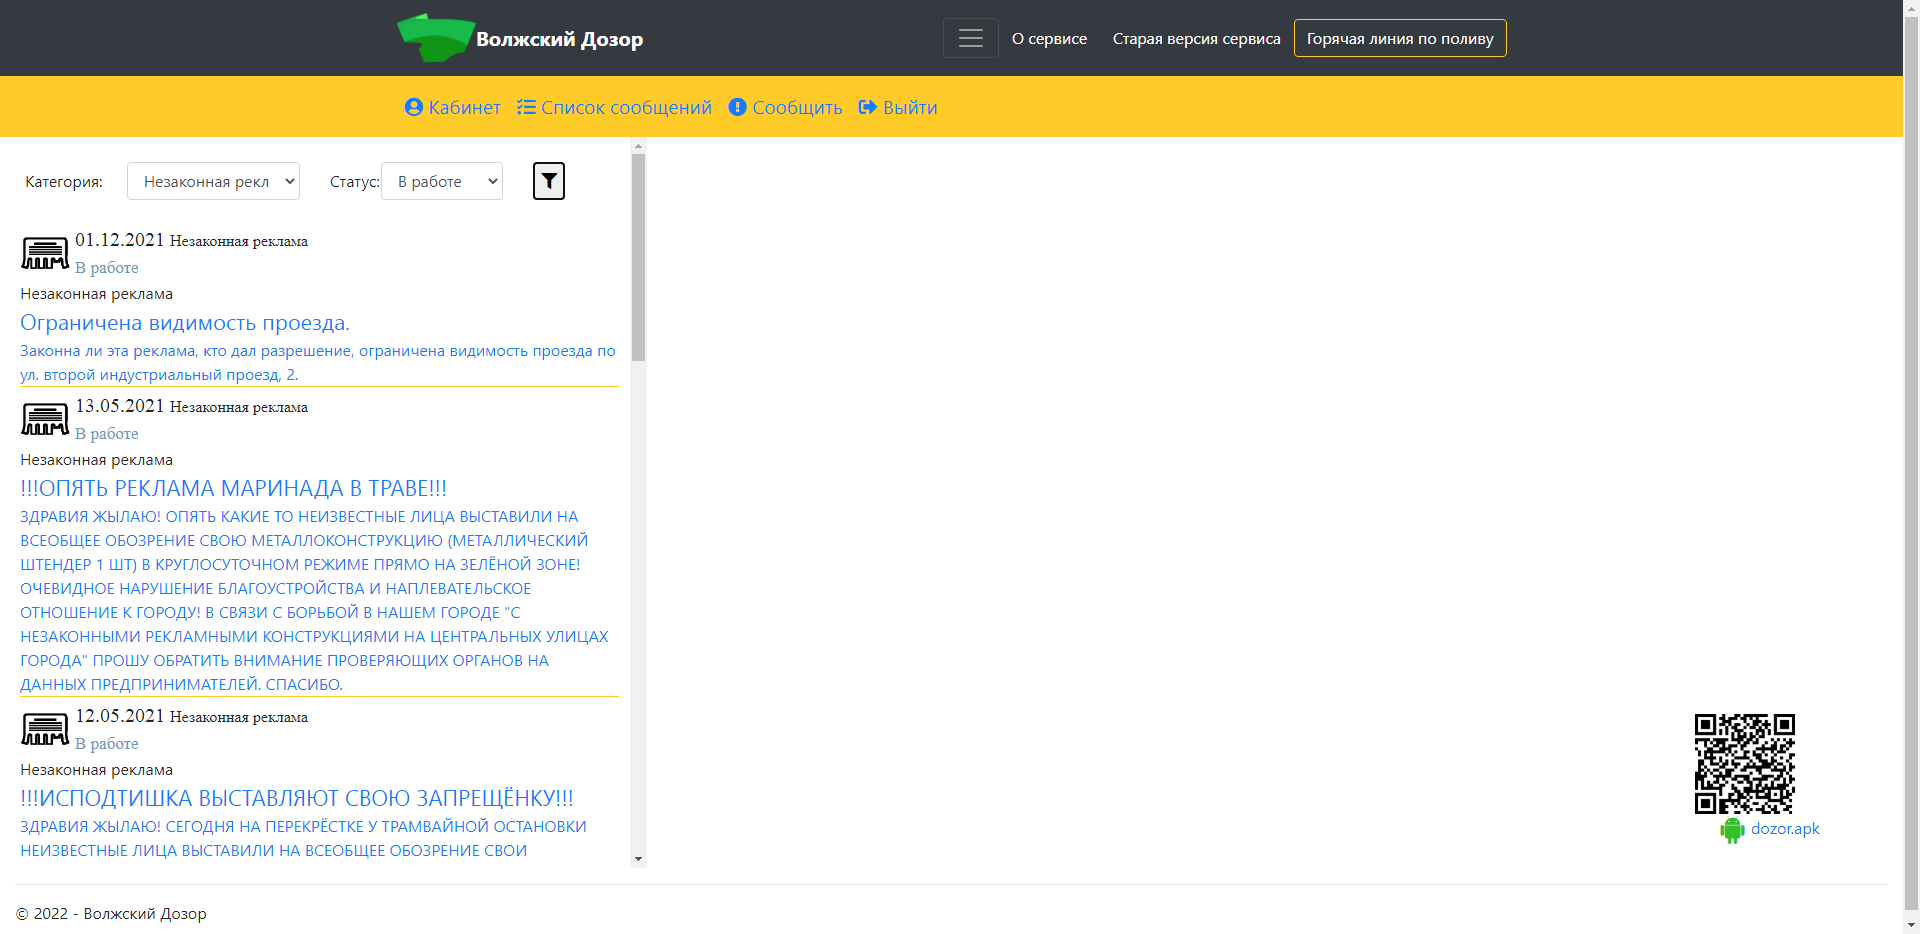 Волжский Дозор
О сервисе
Старая версия сервиса
Горячая линия по поливу
Кабинет
Список сообщений
Сообщить
Выйти
Категория:
Незаконная рекл
Статус:
В работе
01.12.2021 Незаконная реклама
В работе
Незаконная реклама
Ограничена видимость проезда.
Законна ли эта реклама, кто дал разрешение, ограничена видимость проезда по
ул. второй индустриальный проезд, 2.
13.05.2021 Незаконная реклама
В работе
Незаконная реклама
!!!ОПЯТЬ РЕКЛАМА МАРИНАДА В ТРАВЕ!!!
ЗДРАВИЯ ЖЫЛАЮ! ОПЯТЬ КАКИЕ ТО НЕИЗВЕСТНЫЕ ЛИЦА ВЫСТАВИЛИ НА
ВСЕОБЩЕЕ ОБОЗРЕНИЕ СВОЮ МЕТАЛЛОКОНСТРУКЦИЮ (МЕТАЛЛИЧЕСКИЙ
ШТЕНДЕР 1 ШТ) В КРУГЛОСУТОЧНОМ РЕЖИМЕ ПРЯМО НА ЗЕЛЁНОЙ ЗОНЕ!
ОЧЕВИДНОЕ НАРУШЕНИЕ БЛАГОУСТРОЙСТВА И НАПЛЕВАТЕЛЬСКОЕ
ОТНОШЕНИЕ К ГОРОДУ! В СВЯЗИ С БОРЬБОЙ В НАШЕМ ГОРОДЕ "С
НЕЗАКОННЫМИ РЕКЛАМНЫМИ КОНСТРУКЦИЯМИ НА ЦЕНТРАЛЬНЫХ УЛИЦАХ
ГОРОДА" ПРОШУ ОБРАТИТЬ ВНИМАНИЕ ПРОВЕРЯЮЩИХ ОРГАНОВ НА
ДАННЫХ ПРЕДПРИНИМАТЕЛЕЙ. СПАСИБО.
12.05.2021 Незаконная реклама
В работе
Незаконная реклама
!!!ИСПОДТИШКА ВЫСТАВЛЯЮТ СВОЮ ЗАПРЕЩЁНКУ!!!
ЗДРАВИЯ ЖЫЛАЮ! СЕГОДНЯ НА ПЕРЕКРЁСТКЕ У ТРАМВАЙНОЙ ОСТАНОВКИ
НЕИЗВЕСТНЫЕ ЛИЦА ВЫСТАВИЛИ НА ВСЕОБЩЕЕ ОБОЗРЕНИЕ СВОИ
dozor.apk
© 2022 - Волжский Дозор